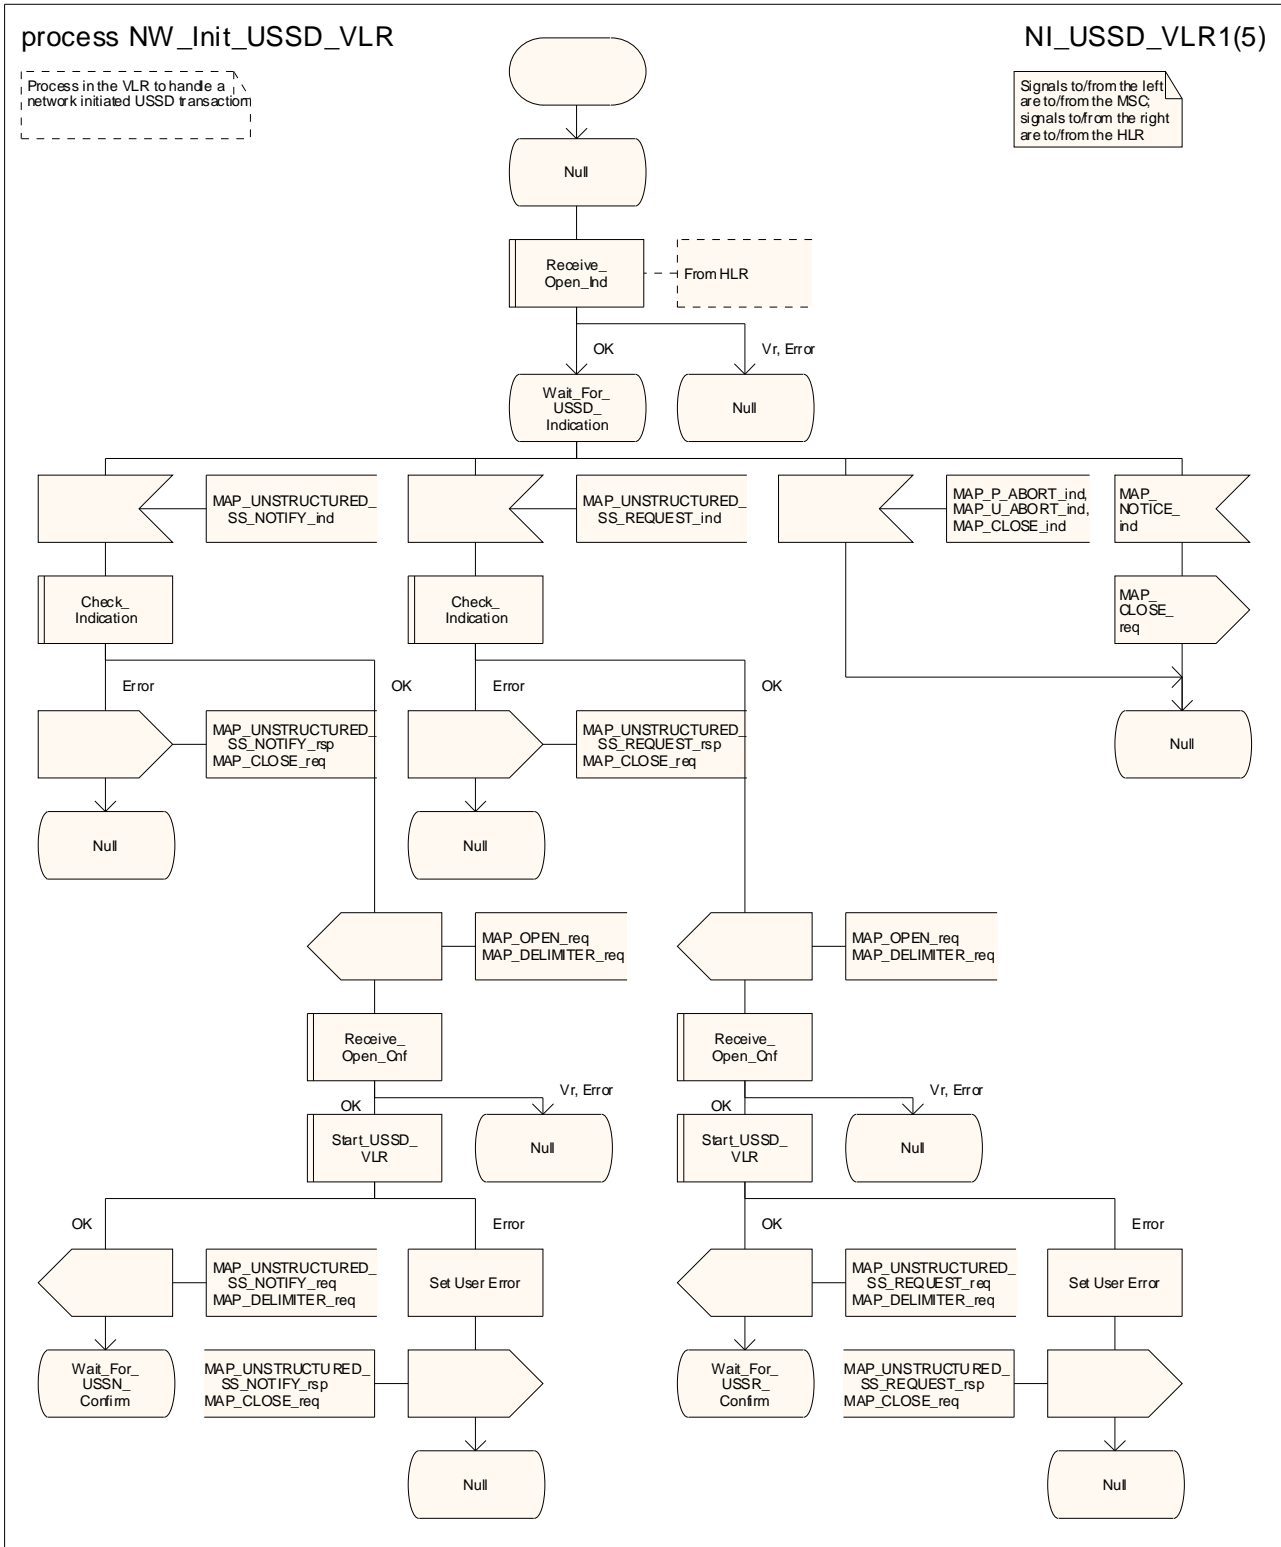 process NW_Init_USSD_VLR
NI_USSD_VLR1(5)
Process in the VLR to handle a
network initiated USSD transaction
Signals to/from the left
are to/from the MSC;
signals to/from the right
are to/from the HLR
Null
Receive_
Open_Ind
From HLR
OK
Vr, Error
Wait_For_
USSD_
Indication
Null
MAP_UNSTRUCTURED_
SS_NOTIFY_ind
MAP_UNSTRUCTURED_
SS_REQUEST_ind
MAP_P_ABORT_ind,
MAP_U_ABORT_ind,
MAP_CLOSE_ind
MAP_
NOTICE_
ind
Check_
Indication
Check_
Indication
MAP_
CLOSE_
req
Error
OK
Error
OK
MAP_UNSTRUCTURED_
SS_NOTIFY_rsp
MAP_CLOSE_req
MAP_UNSTRUCTURED_
SS_REQUEST_rsp
MAP_CLOSE_req
Null
Null
Null
MAP_OPEN_req
MAP_DELIMITER_req
MAP_OPEN_req
MAP_DELIMITER_req
Receive_
Open_Cnf
Receive_
Open_Cnf
OK
Vr, Error
OK
Vr, Error
Start_USSD_
VLR
Null
Start_USSD_
VLR
Null
OK
Error
OK
Error
MAP_UNSTRUCTURED_
SS_NOTIFY_req
MAP_DELIMITER_req
Set User Error
MAP_UNSTRUCTURED_
SS_REQUEST_req
MAP_DELIMITER_req
Set User Error
Wait_For_
USSN_
Confirm
MAP_UNSTRUCTURED_
SS_NOTIFY_rsp
MAP_CLOSE_req
Wait_For_
USSR_
Confirm
MAP_UNSTRUCTURED_
SS_REQUEST_rsp
MAP_CLOSE_req
Null
Null